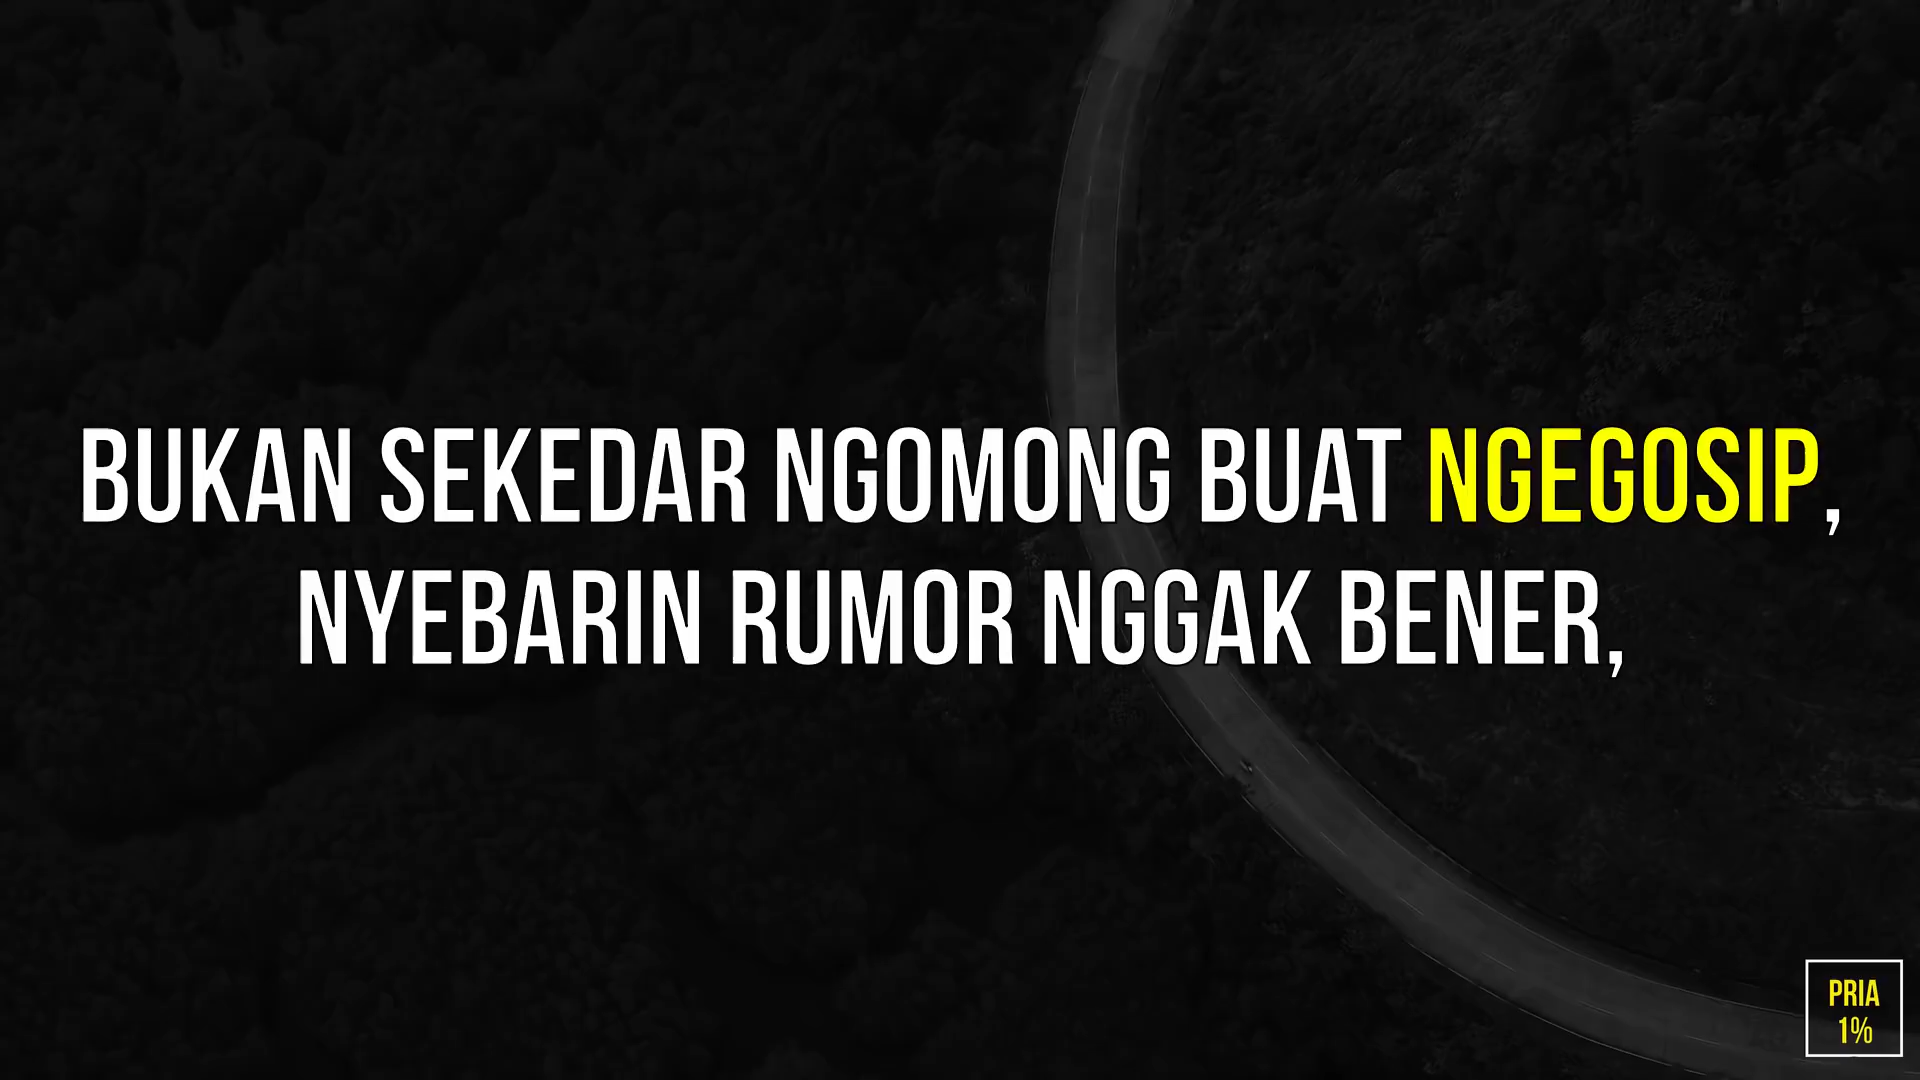 BUKAN SEKEDAR NGOMONG BUAT NGEGOSIP,
NYEBARIN RUMOR NGGAK BENER,
PRIA
1%